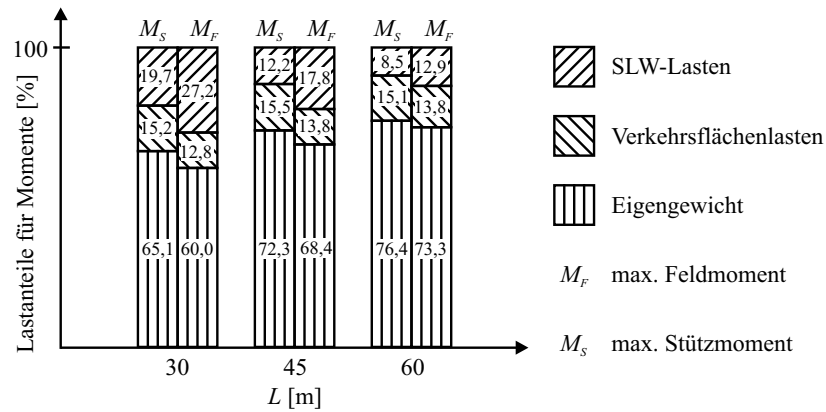 M_S M_F M_S M_F M_S M_F
100
19,7 27,2 12,2 17,8 8,5 12,9
15,2 12,8 15,5 13,8 15,1 13,8
65,1 60,0 72,3 68,4 76,4 73,3
Lastanteile für Momente [%]
30 45 60
L [m]
SLW-Lasten
Verkehrsflächenlasten
Eigengewicht
M_F max. Feldmoment
M_S max. Stützmoment